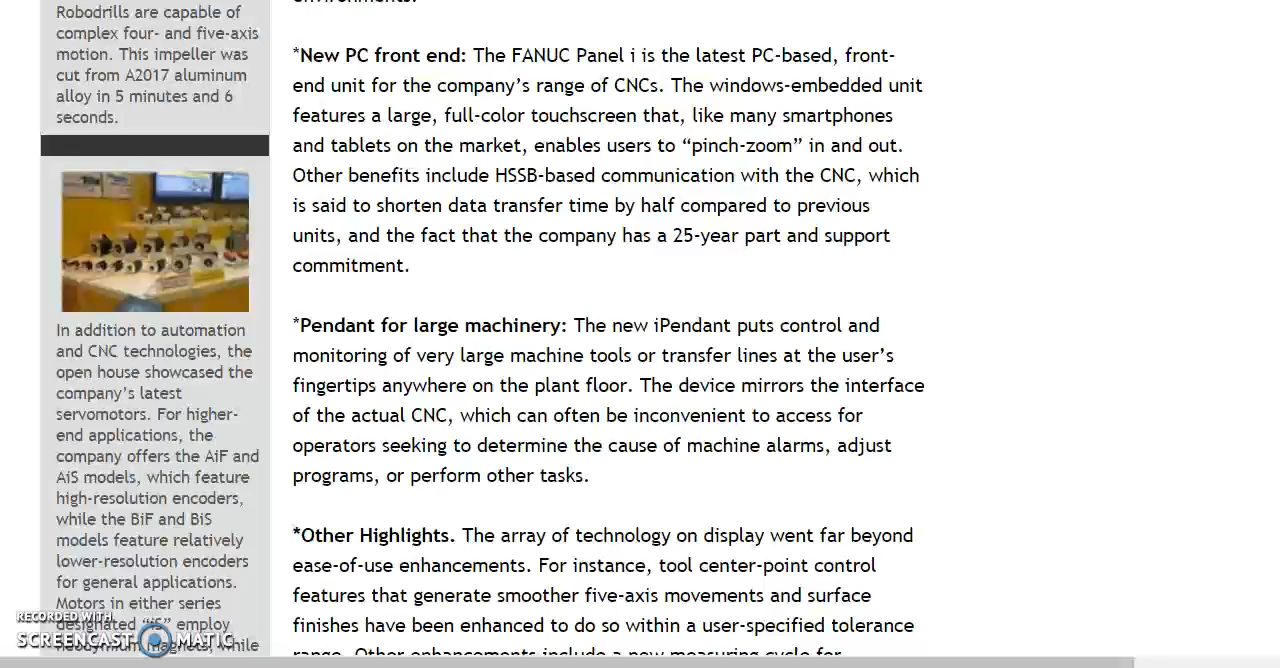 Robodrills are capable of
complex four- and five-axis
motion. This impeller was
cut from A2017 aluminum
alloy in 5 minutes and 6
seconds.
In addition to automation
and CNC technologies, the
open house showcased the
company’s latest
servomotors. For higher-
end applications, the
company offers the AiF and
AiS models, which feature
high-resolution encoders,
while the BiF and BiS
models feature relatively
lower-resolution encoders
for general applications.
Motors in either series
designated “iS” employ
neodymium magnets, while
environments.
*New PC front end: The FANUC Panel i is the latest PC-based, front-
end unit for the company’s range of CNCs. The windows-embedded unit
features a large, full-color touchscreen that, like many smartphones
and tablets on the market, enables users to “pinch-zoom” in and out.
Other benefits include HSSB-based communication with the CNC, which
is said to shorten data transfer time by half compared to previous
units, and the fact that the company has a 25-year part and support
commitment.
*Pendant for large machinery: The new iPendant puts control and
monitoring of very large machine tools or transfer lines at the user’s
fingertips anywhere on the plant floor. The device mirrors the interface
of the actual CNC, which can often be inconvenient to access for
operators seeking to determine the cause of machine alarms, adjust
programs, or perform other tasks.
*Other Highlights. The array of technology on display went far beyond
ease-of-use enhancements. For instance, tool center-point control
features that generate smoother five-axis movements and surface
finishes have been enhanced to do so within a user-specified tolerance
range. Other enhancements include a new measuring cycle for
RECORDED WITH
SCREENCAST MATIC